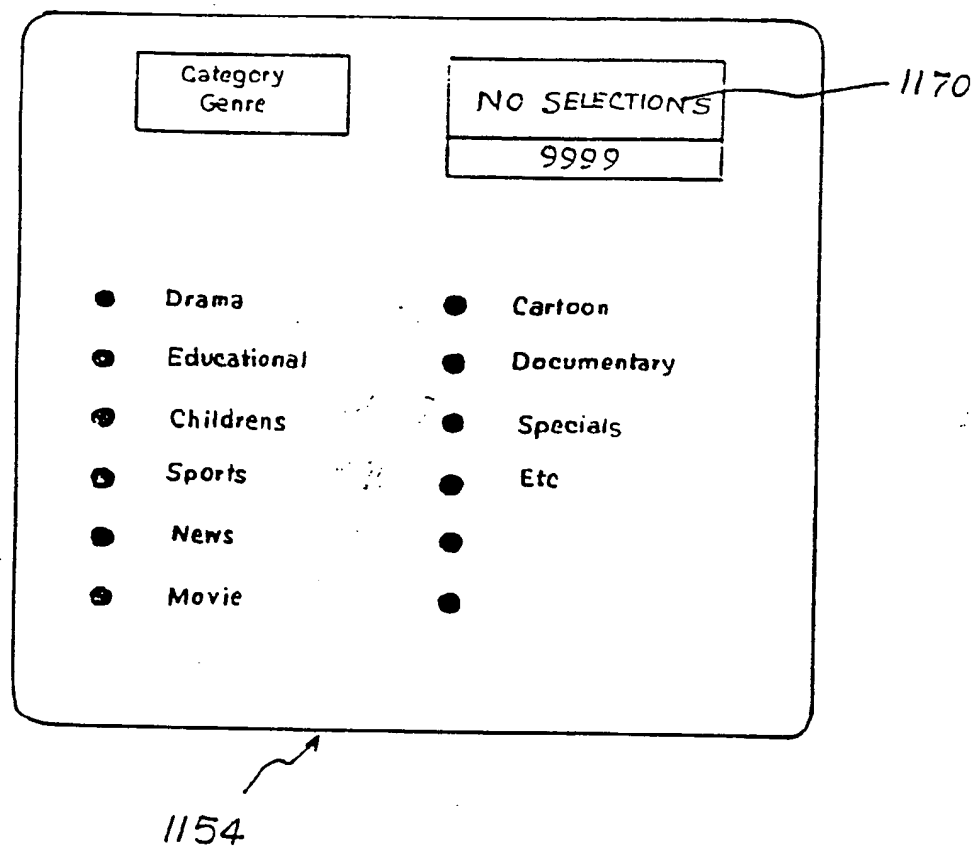 Category
Genre
NO SELECTIONS
9999
1170
Drama
Educational
Childrens
Sports
News
Movie
Cartoon
Documentary
Specials
Etc
1154